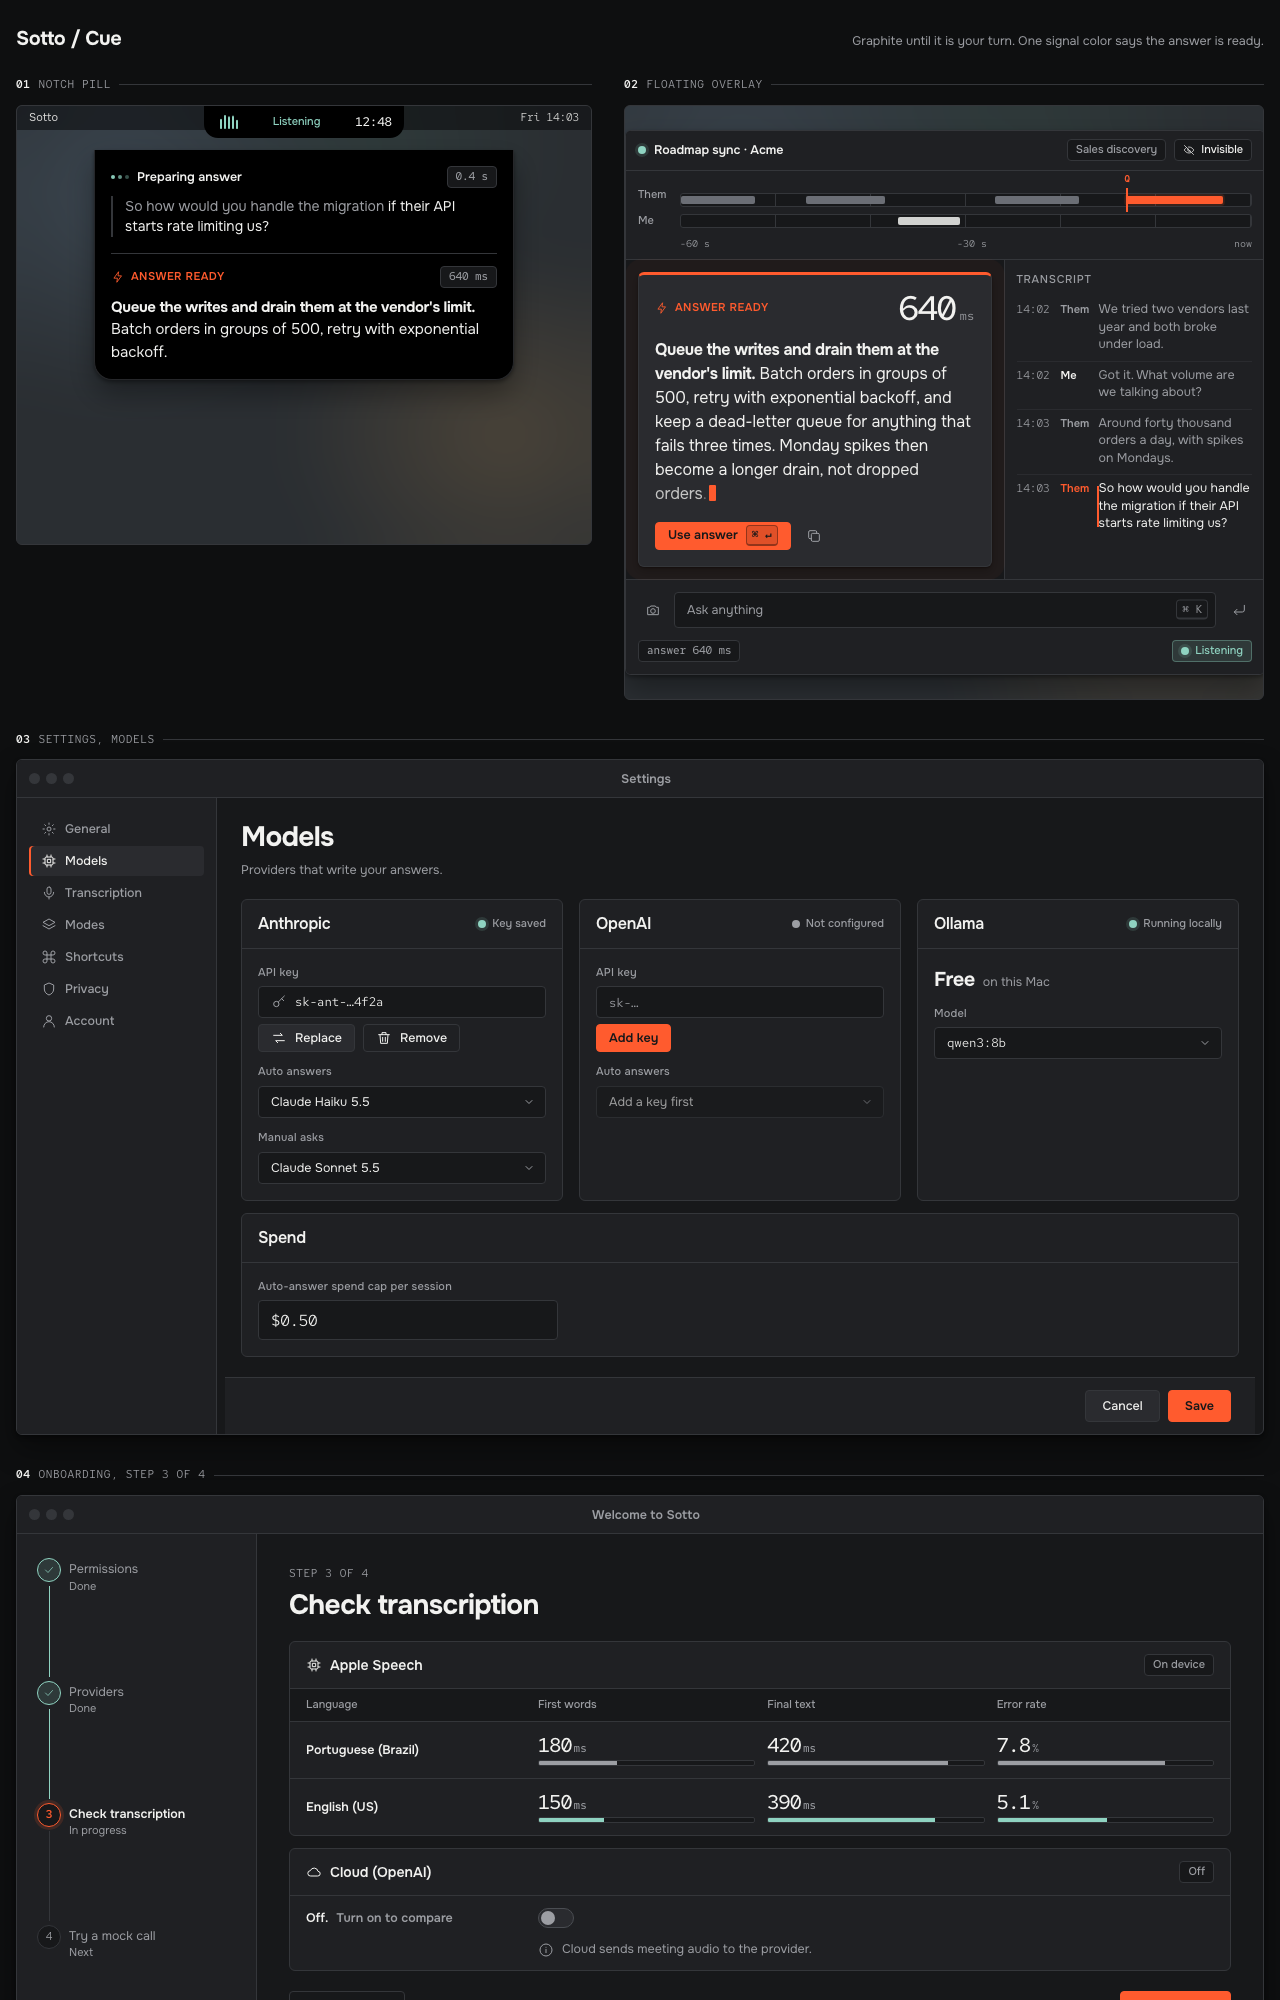 Sotto / Cue
Graphite until it is your turn. One signal color says the answer is ready.
01 NOTCH PILL
Sotto
Listening
12:48
Fri 14:03
Preparing answer
0.4 s
So how would you handle the migration if their API
starts rate limiting us?
ANSWER READY
640 ms
Queue the writes and drain them at the vendor's limit.
Batch orders in groups of 500, retry with exponential
backoff.
02 FLOATING OVERLAY
Roadmap sync · Acme
Sales discovery
Invisible
Q
Them
Me
-60 s
-30 s
now
ANSWER READY
640 ms
Queue the writes and drain them at the
vendor's limit. Batch orders in groups of
500, retry with exponential backoff, and
keep a dead-letter queue for anything that
fails three times. Monday spikes then
become a longer drain, not dropped
orders.
Use answer ⌘ ↵
TRANSCRIPT
14:02 Them We tried two vendors last
year and both broke
under load.
14:02 Me Got it. What volume are
we talking about?
14:03 Them Around forty thousand
orders a day, with spikes
on Mondays.
14:03 Them So how would you handle
the migration if their API
starts rate limiting us?
Ask anything
⌘ K
answer 640 ms
Listening
03 SETTINGS, MODELS
Settings
General
Models
Transcription
Modes
Shortcuts
Privacy
Account
Models
Providers that write your answers.
Anthropic
Key saved
API key
sk-ant-…4f2a
Replace
Remove
Auto answers
Claude Haiku 5.5
Manual asks
Claude Sonnet 5.5
OpenAI
Not configured
API key
sk-…
Add key
Auto answers
Add a key first
Ollama
Running locally
Free on this Mac
Model
qwen3:8b
Spend
Auto-answer spend cap per session
$0.50
Cancel
Save
04 ONBOARDING, STEP 3 OF 4
Welcome to Sotto
Permissions
Done
Providers
Done
3 Check transcription
In progress
4 Try a mock call
Next
STEP 3 OF 4
Check transcription
Apple Speech
On device
Language First words Final text Error rate
Portuguese (Brazil) 180 ms 420 ms 7.8 %
English (US) 150 ms 390 ms 5.1 %
Cloud (OpenAI)
Off
Off. Turn on to compare
Cloud sends meeting audio to the provider.